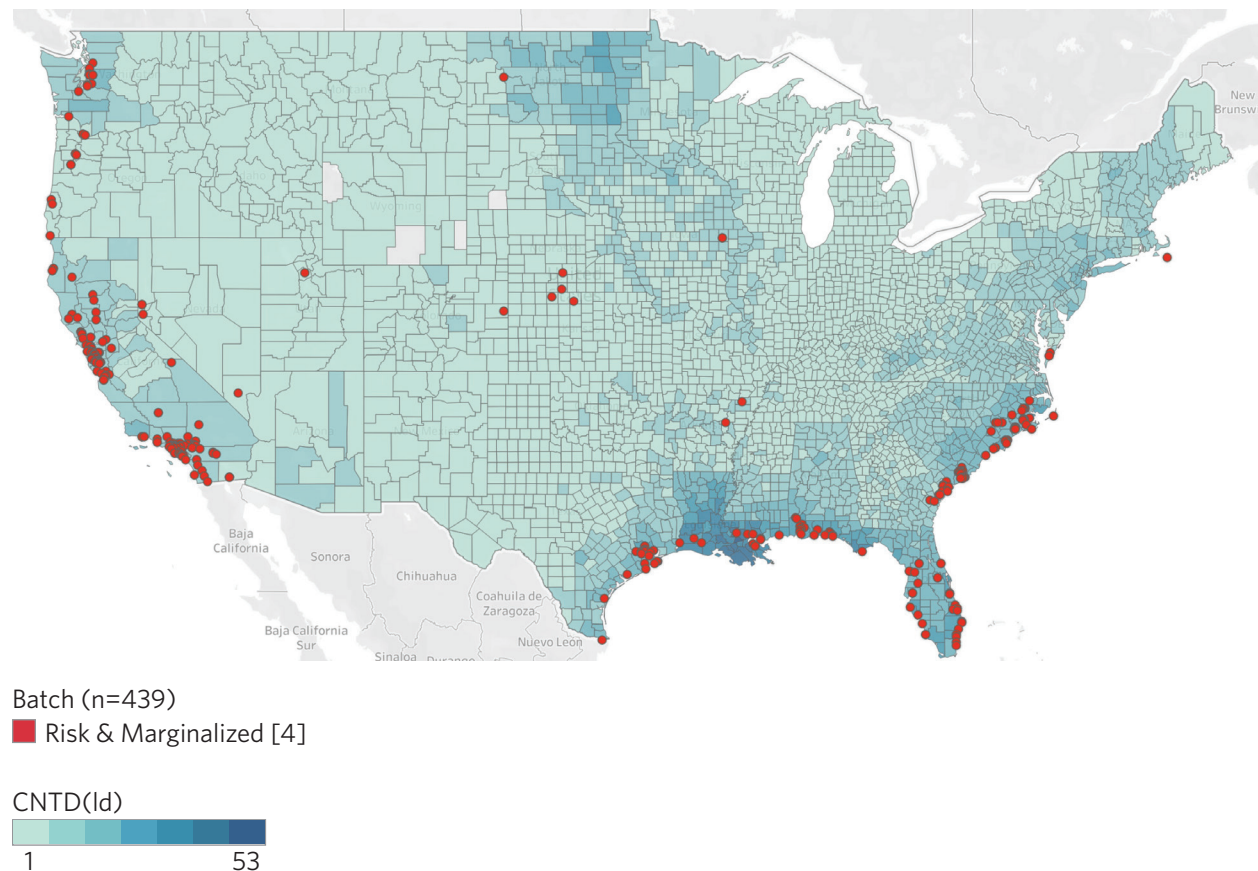 New
Brunsw
Wyoming
Baja
California
Sonora
Chihuahua
Coahuila de
Zaragoza
Baja California
Sur
Nuevo León
Sinaloa
Durango
Batch (n=439)
Risk & Marginalized [4]
CNTD(Id)
1
53